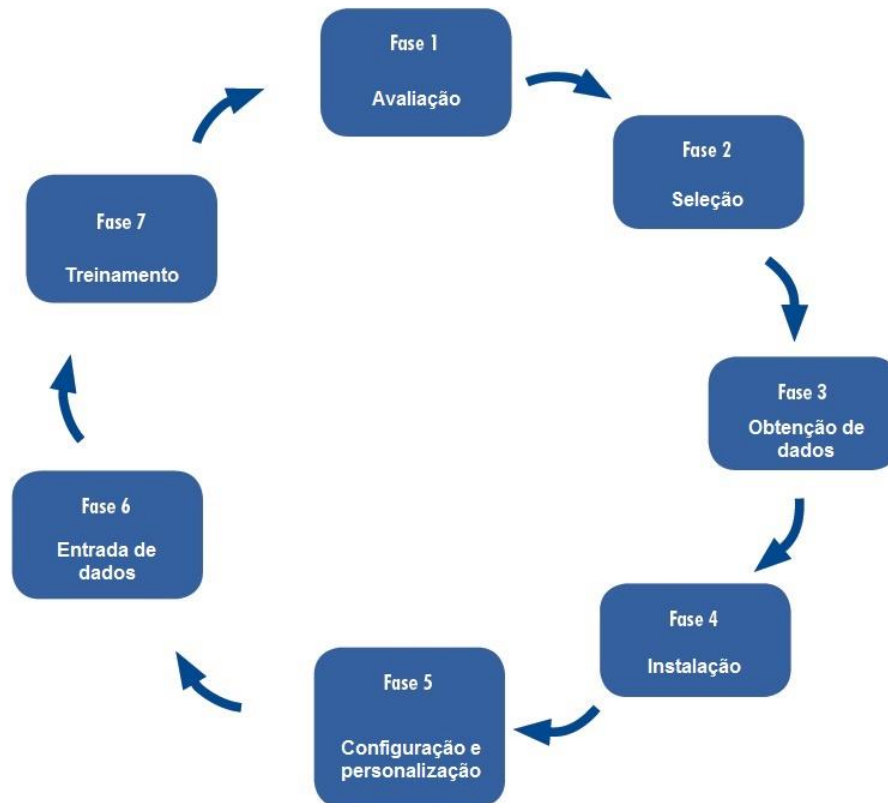 Fase 1
Avaliação
Fase 2
Seleção
Fase 3
Obtenção de
dados
Fase 4
Instalação
Fase 5
Configuração e
personalização
Fase 6
Entrada de
dados
Fase 7
Treinamento